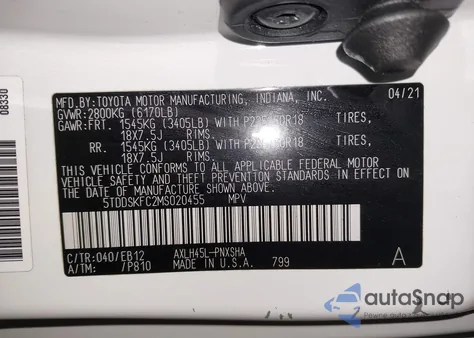 MFD.BY:TOYOTA MOTOR MANUFACTURING, INDIANA, INC. 04/21
GVWR: 2800KG (6170LB)
GAWR:FRT. 1545KG (3405LB) WITH TIRES,
18X7.5J RIMS,
RR. 1545KG (3405LB) WITH TIRES,
18X7.5J RIMS,
THIS VEHICLE CONFORMS TO ALL APPLICABLE FEDERAL MOTOR
VEHICLE SAFETY, BUMPER, AND THEFT PREVENTION STANDARDS IN
EFFECT ON THE DATE OF MANUFACTURE SHOWN ABOVE.
5TDDSKFC2MS020455 MPV
C/TR:040/EB12 AXLH45L-PNXSHA
A/TM: /P810 MADE IN U.S.A. 799 A
08330
autoSnap